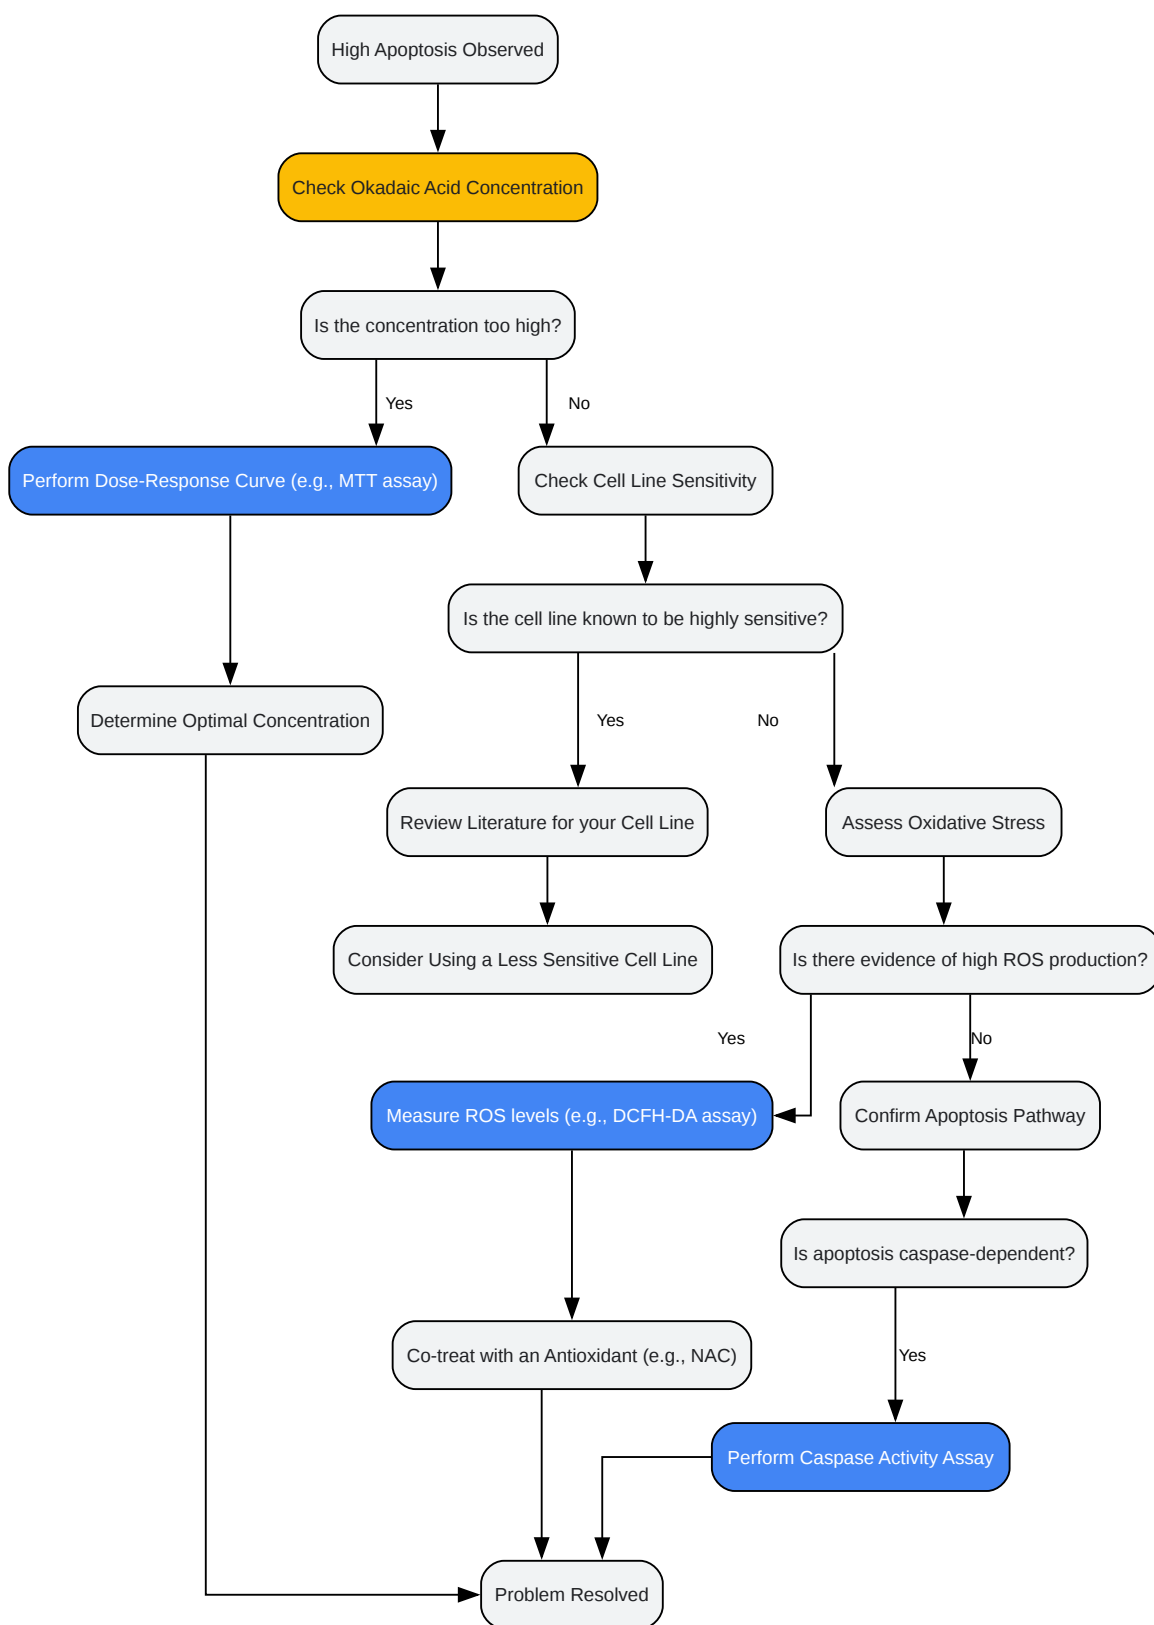 High Apoptosis Observed
Check Okadaic Acid Concentration
Is the concentration too high?
Yes
No
Perform Dose-Response Curve (e.g., MTT assay)
Check Cell Line Sensitivity
Is the cell line known to be highly sensitive?
Determine Optimal Concentration
Yes
No
Review Literature for your Cell Line
Assess Oxidative Stress
Consider Using a Less Sensitive Cell Line
Is there evidence of high ROS production?
Yes
No
Measure ROS levels (e.g., DCFH-DA assay)
Confirm Apoptosis Pathway
Is apoptosis caspase-dependent?
Co-treat with an Antioxidant (e.g., NAC)
Yes
Perform Caspase Activity Assay
Problem Resolved